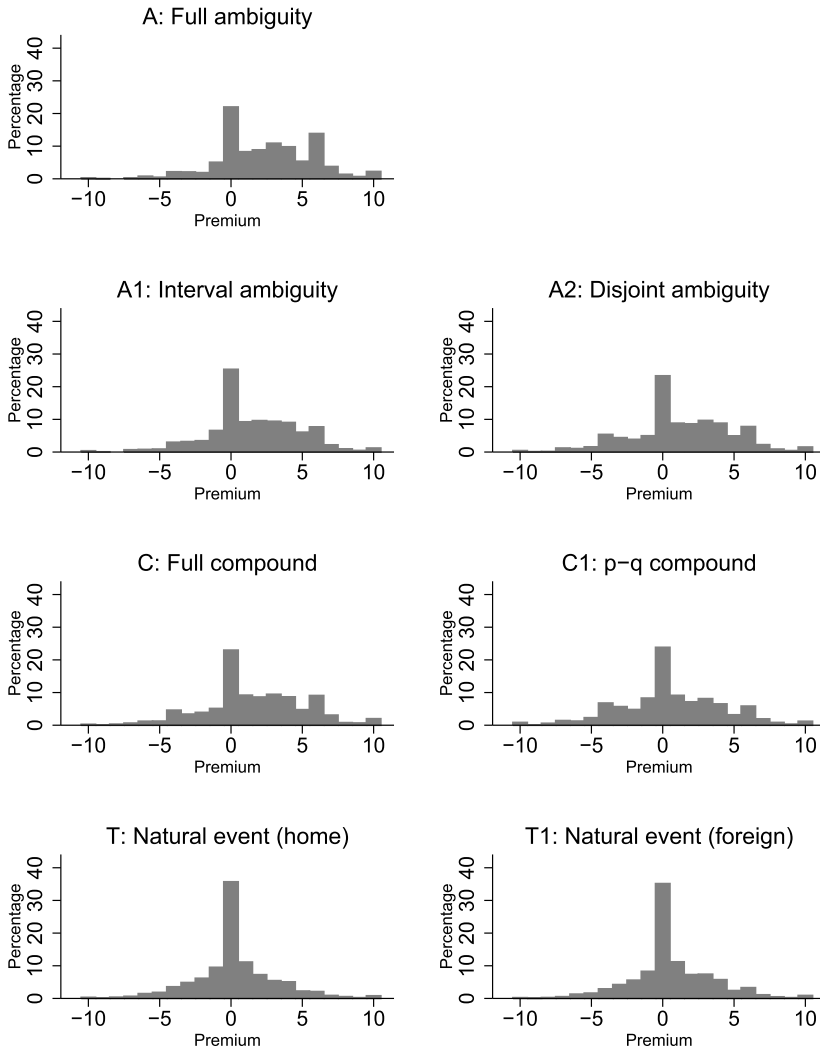 A: Full ambiguity
Percentage
40
30
20
10
0
−10 −5 0 5 10
Premium
A1: Interval ambiguity
Percentage
40
30
20
10
0
−10 −5 0 5 10
Premium
A2: Disjoint ambiguity
Percentage
40
30
20
10
0
−10 −5 0 5 10
Premium
C: Full compound
Percentage
40
30
20
10
0
−10 −5 0 5 10
Premium
C1: p−q compound
Percentage
40
30
20
10
0
−10 −5 0 5 10
Premium
T: Natural event (home)
Percentage
40
30
20
10
0
−10 −5 0 5 10
Premium
T1: Natural event (foreign)
Percentage
40
30
20
10
0
−10 −5 0 5 10
Premium